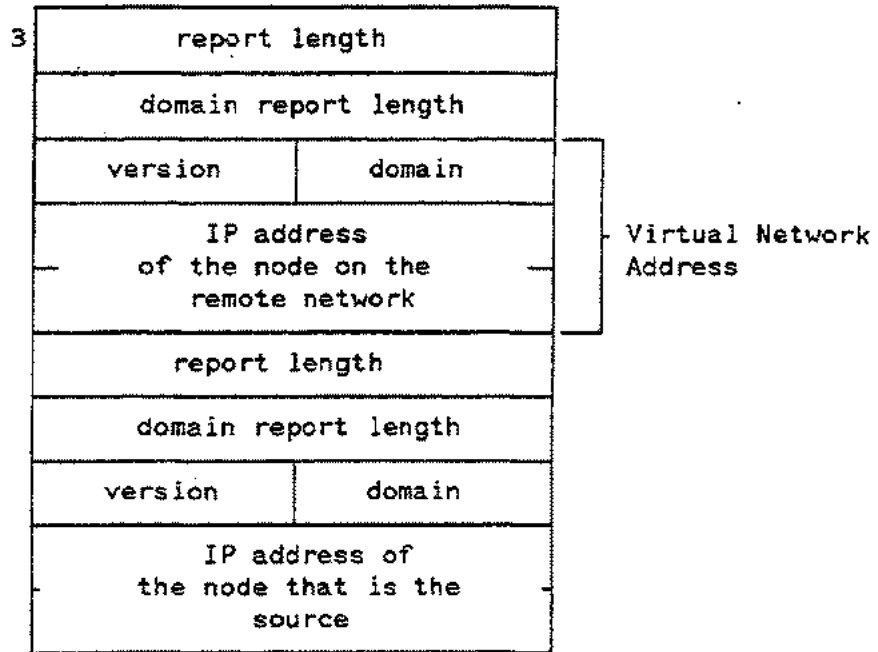 3 report length
domain report length
version domain
IP address
of the node on the
remote network
Virtual Network
Address
report length
domain report length
version domain
IP address of
the node that is the
source